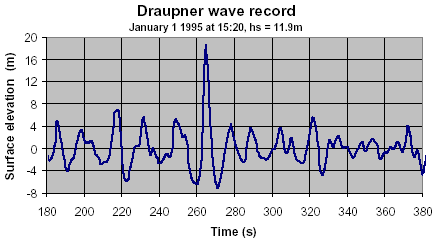 Draupner wave record
January 1 1995 at 15:20, hs = 11.9m
Surface elevation (m)
20
16
12
8
4
0
-4
-8
180 200 220 240 260 280 300 320 340 360 380
Time (s)